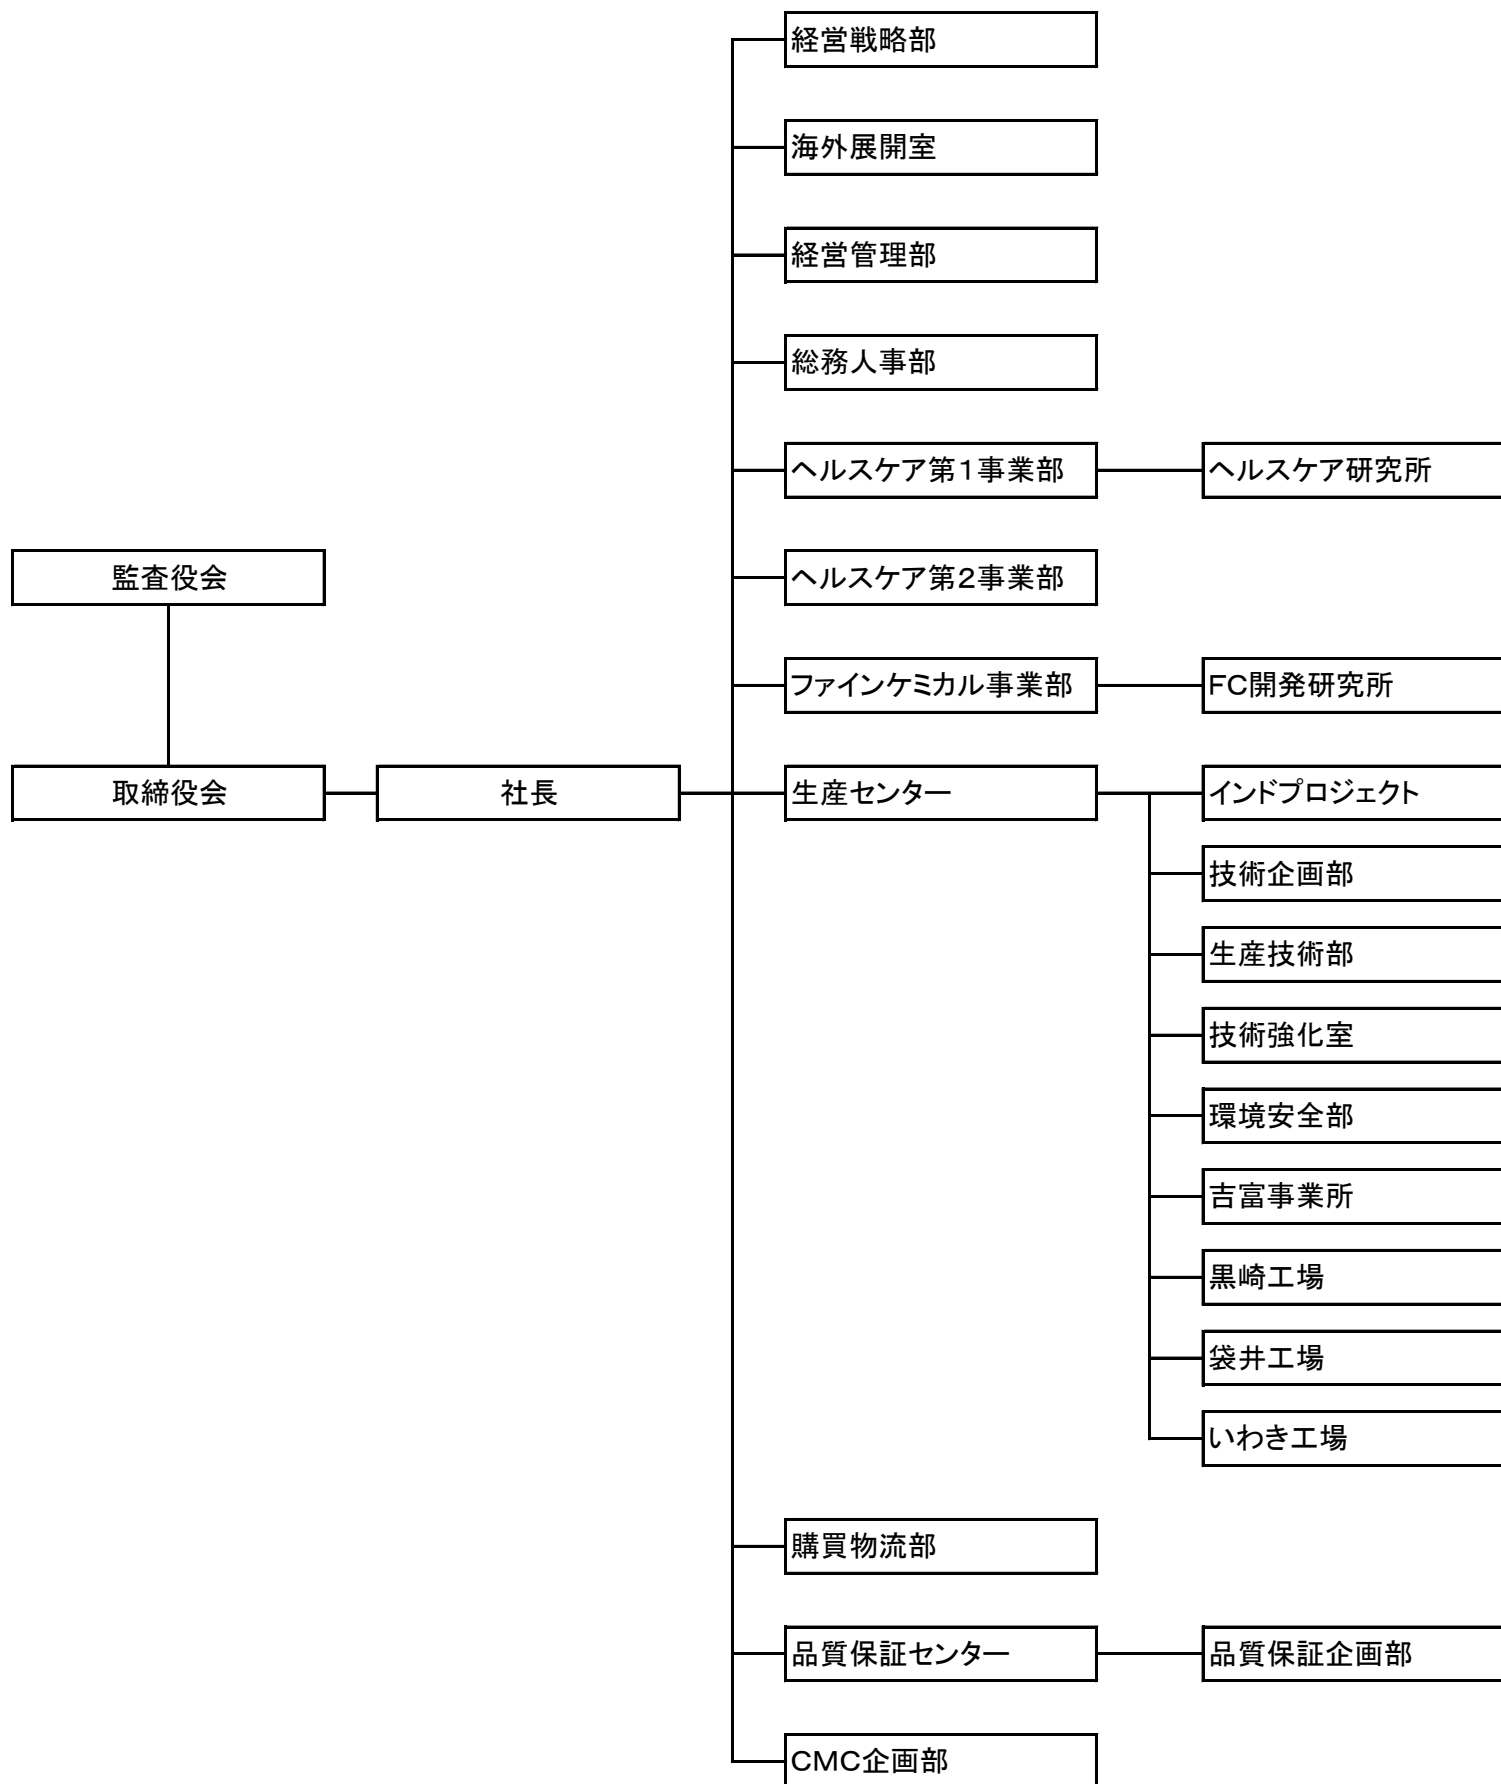 経営戦略部
海外展開室
経営管理部
総務人事部
ヘルスケア第1事業部
ヘルスケア研究所
監査役会
ヘルスケア第2事業部
ファインケミカル事業部
FC開発研究所
取締役会
社長
生産センター
インドプロジェクト
技術企画部
生産技術部
技術強化室
環境安全部
吉富事業所
黒崎工場
袋井工場
いわき工場
購買物流部
品質保証センター
品質保証企画部
CMC企画部